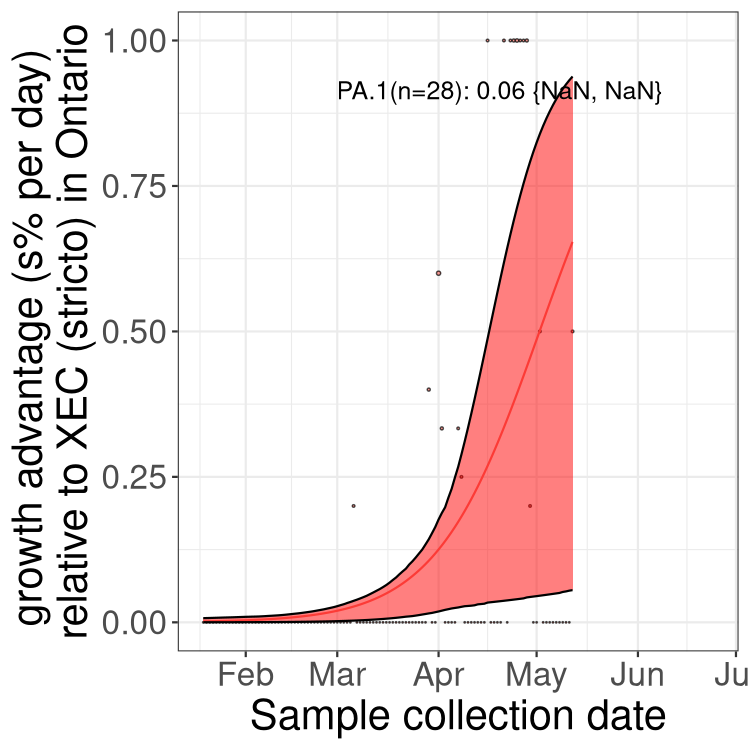 growth advantage (s% per day)
relative to XEC (stricto) in Ontario
1.00
0.75
0.50
0.25
0.00
PA.1(n=28): 0.06 {NaN, NaN}
Feb Mar Apr May Jun Ju
Sample collection date